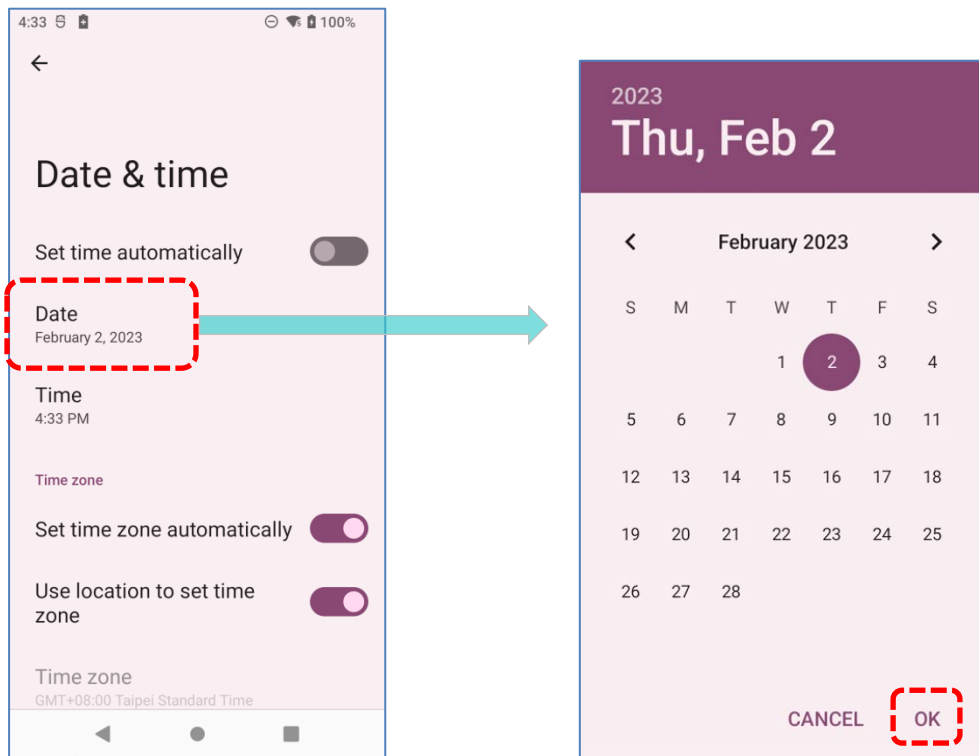 4:33 100%
Date & time
Set time automatically
Date
February 2, 2023
Time
4:33 PM
Time zone
Set time zone automatically
Use location to set time
zone
Time zone
GMT+08:00 Taipei Standard Time
2023
Thu, Feb 2
February 2023
S M T W T F S
1 2 3 4
5 6 7 8 9 10 11
12 13 14 15 16 17 18
19 20 21 22 23 24 25
26 27 28
CANCEL OK